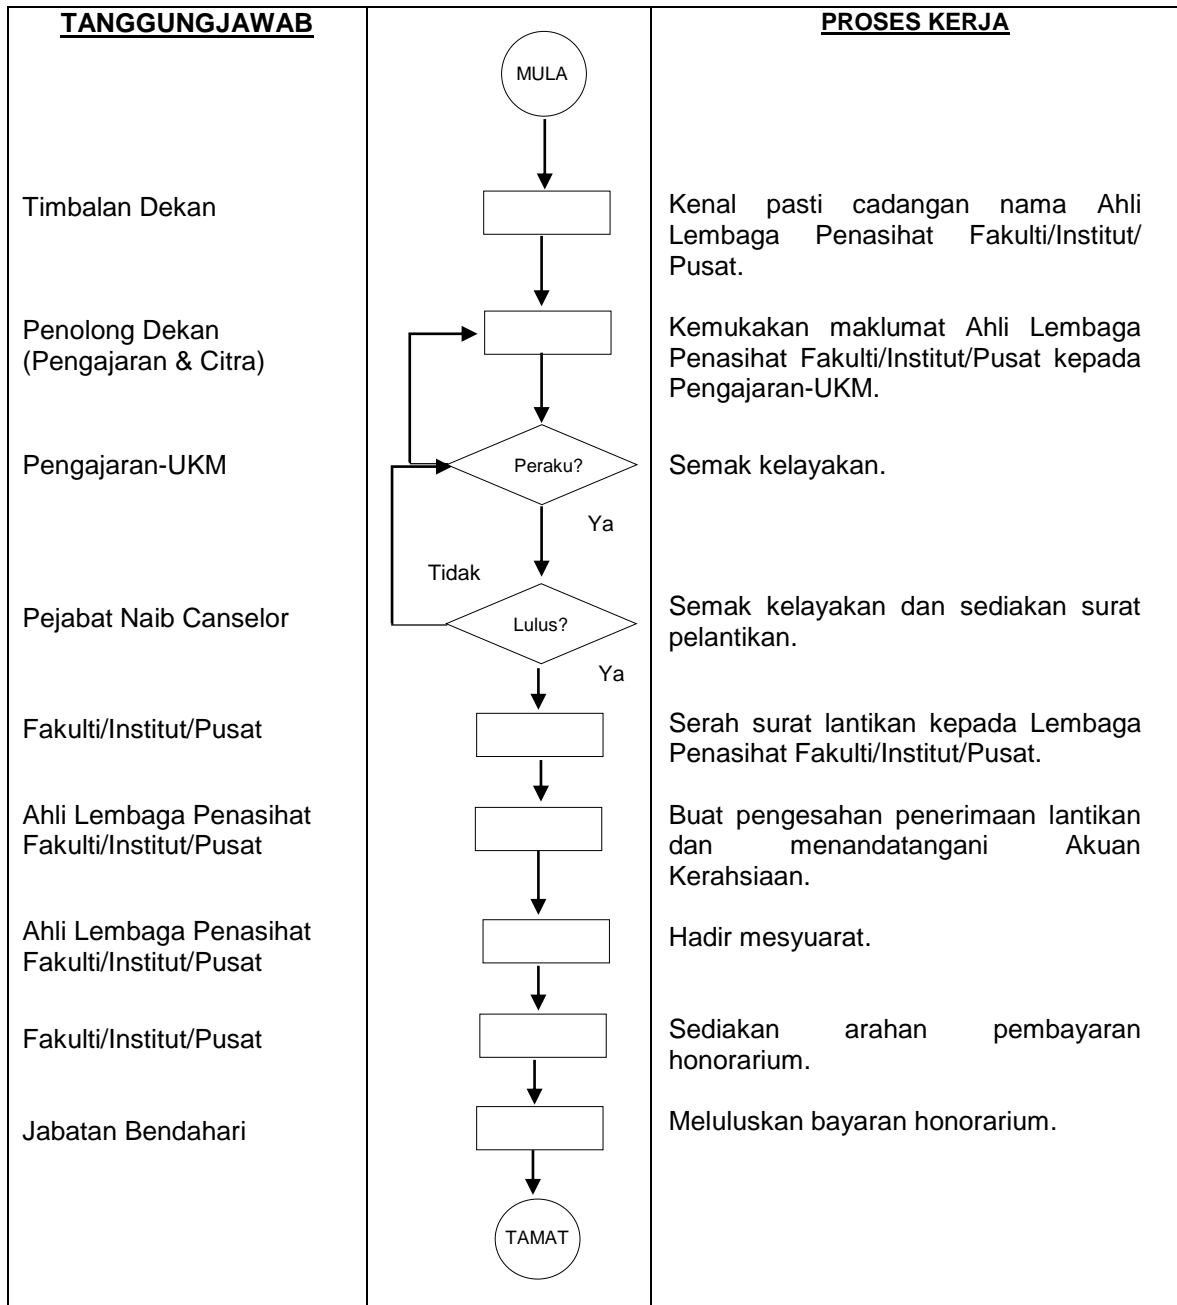 TANGGUNGJAWAB
PROSES KERJA
MULA
Timbalan Dekan
Kenal pasti cadangan nama Ahli
Lembaga Penasihat Fakulti/Institut/
Pusat.
Penolong Dekan
(Pengajaran & Citra)
Kemukakan maklumat Ahli Lembaga
Penasihat Fakulti/Institut/Pusat kepada
Pengajaran-UKM.
Pengajaran-UKM
Peraku?
Semak kelayakan.
Ya
Tidak
Pejabat Naib Canselor
Lulus?
Semak kelayakan dan sediakan surat
pelantikan.
Ya
Fakulti/Institut/Pusat
Serah surat lantikan kepada Lembaga
Penasihat Fakulti/Institut/Pusat.
Ahli Lembaga Penasihat
Fakulti/Institut/Pusat
Buat pengesahan penerimaan lantikan
dan menandatangani Akuan
Kerahsiaan.
Ahli Lembaga Penasihat
Fakulti/Institut/Pusat
Hadir mesyuarat.
Fakulti/Institut/Pusat
Sediakan arahan pembayaran
honorarium.
Jabatan Bendahari
Meluluskan bayaran honorarium.
TAMAT